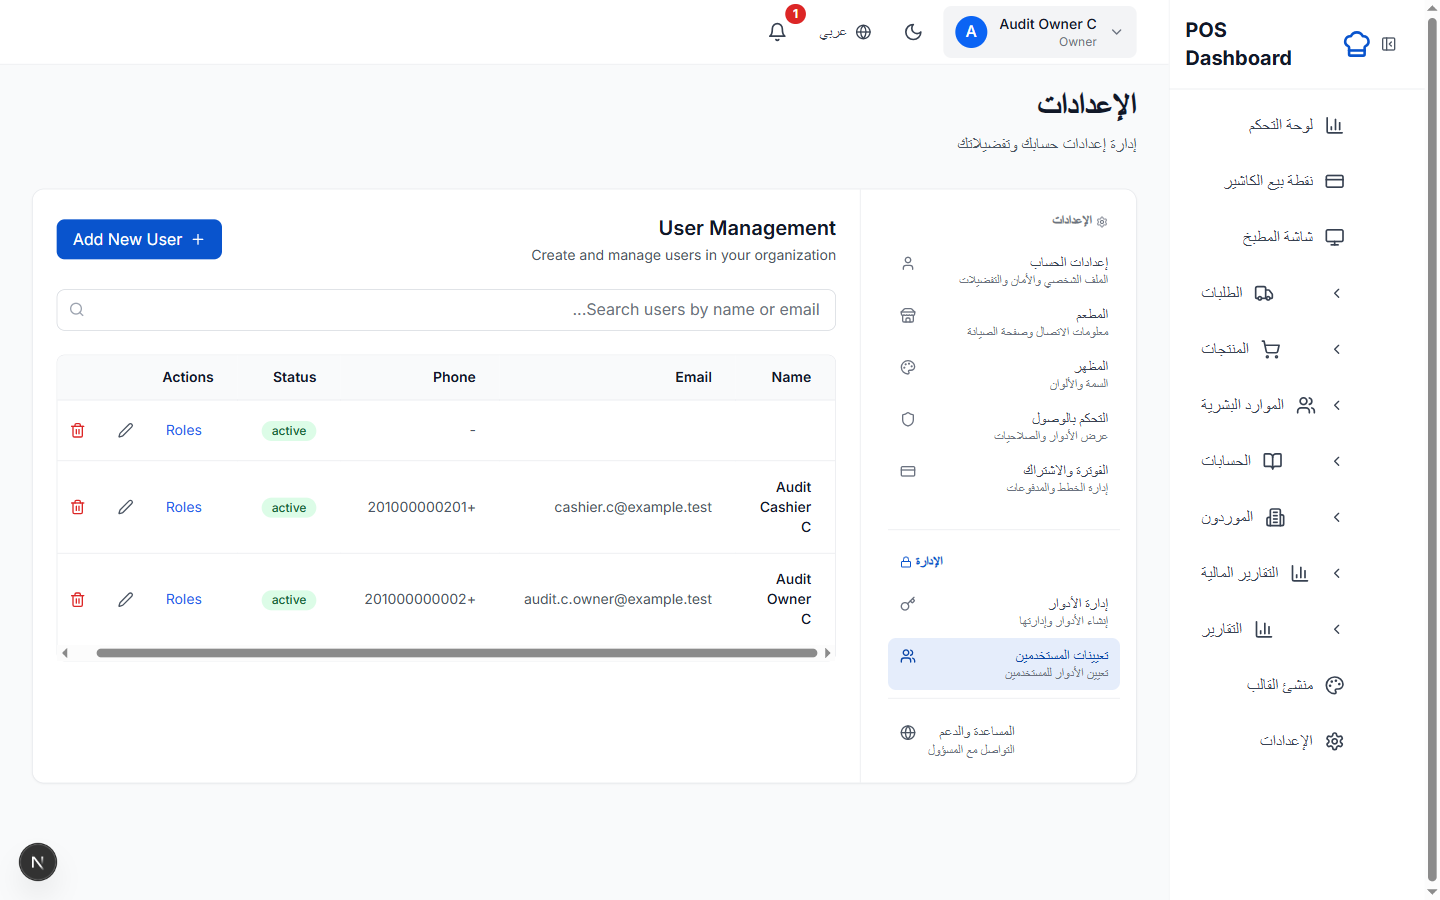 POS
Dashboard
لوحة التحكم
نقطة بيع الكاشير
شاشة المطبخ
الطلبات
المنتجات
الموارد البشرية
الحسابات
الموردون
التقارير المالية
التقارير
منشئ القالب
الإعدادات
A
Audit Owner C
Owner
عربي
1
الإعدادات
إدارة إعدادات حسابك وتفضيلاتك
الإعدادات
إعدادات الحساب
الملف الشخصي والأمان والتفضيلات
المطعم
معلومات الاتصال وصفحة الصيانة
المظهر
السمة والألوان
التحكم بالوصول
عرض الأدوار والصلاحيات
الفوترة والاشتراك
إدارة الخطط والمدفوعات
الإدارة
إدارة الأدوار
إنشاء الأدوار وإدارتها
تعيينات المستخدمين
تعيين الأدوار للمستخدمين
المساعدة والدعم
التواصل مع المسؤول
User Management
Create and manage users in your organization
Add New User +
...Search users by name or email
Name Email Phone Status Actions
- active Roles
Audit
Cashier
C
cashier.c@example.test 201000000201+ active Roles
Audit
Owner
C
audit.c.owner@example.test 201000000002+ active Roles
N